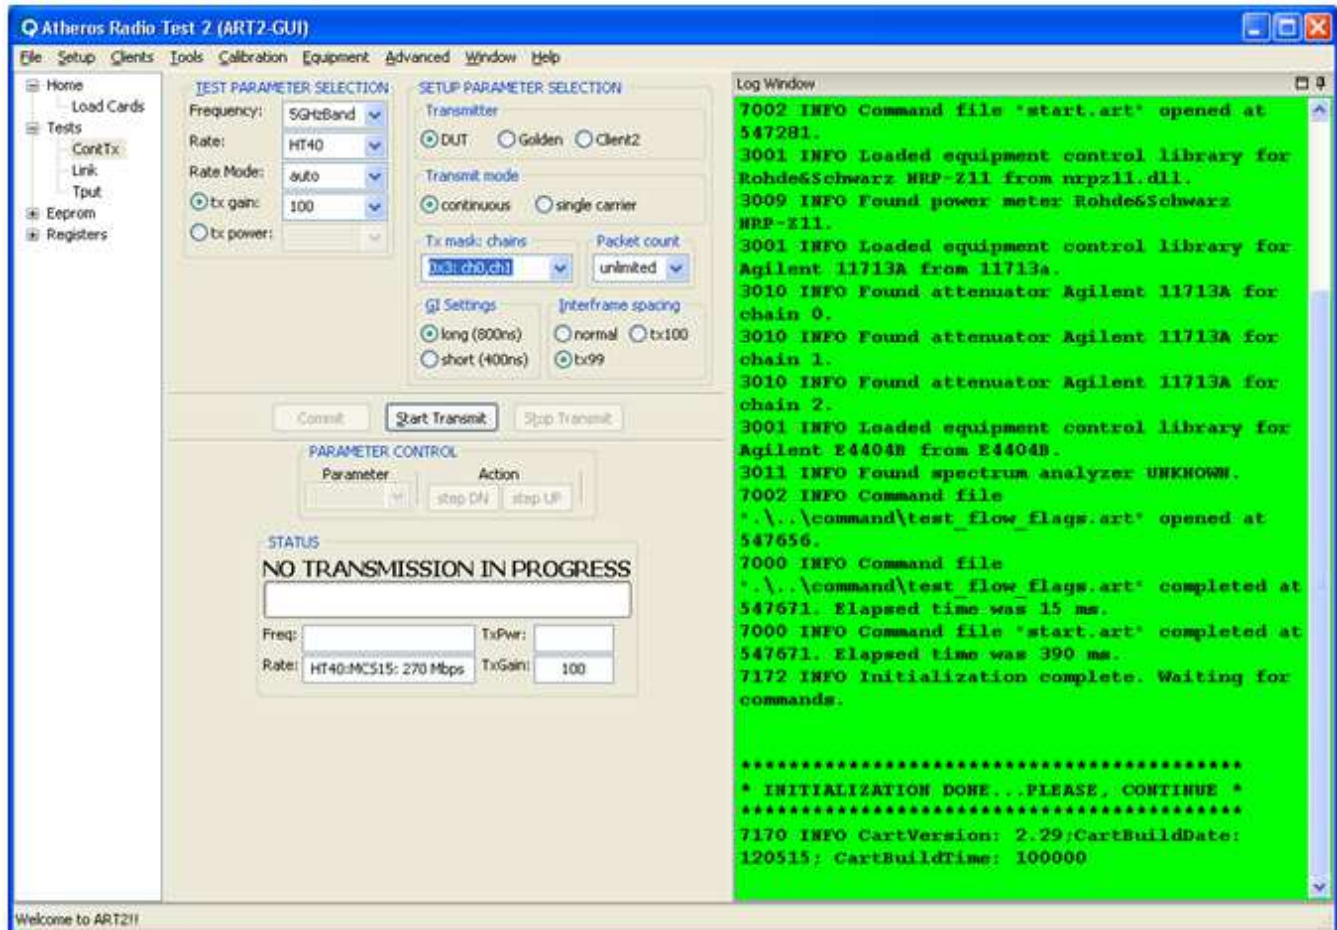 Atheros Radio Test 2 (ART2-GUI)
File Setup Clients Tools Calibration Equipment Advanced Window Help
Home
Load Cards
Tests
ContTx
Link
Tput
Eeprom
Registers
TEST PARAMETER SELECTION
Frequency: 5GHzBand
Rate: HT40
Rate Mode: auto
tx gain: 100
tx power:
SETUP PARAMETER SELECTION
Transmitter
DUT Golden Client2
Transmit mode
continuous single carrier
Tx mask: chains
0x3: ch0,ch1
Packet count
unlimited
GI Settings
long (800ns)
short (400ns)
Interframe spacing
normal tx100
tx99
Commit Start Transmit Stop Transmit
PARAMETER CONTROL
Parameter Action
step DN step UP
STATUS
NO TRANSMISSION IN PROGRESS
Freq: TxPwr:
Rate: HT40:MCS15: 270 Mbps TxGain: 100
Log Window
7002 INFO Command file "start.art" opened at
547281.
3001 INFO Loaded equipment control library for
Rohde&Schwarz NRP-Z11 from nrpz11.dll.
3009 INFO Found power meter Rohde&Schwarz
NRP-Z11.
3001 INFO Loaded equipment control library for
Agilent 11713A from 11713a.
3010 INFO Found attenuator Agilent 11713A for
chain 0.
3010 INFO Found attenuator Agilent 11713A for
chain 1.
3010 INFO Found attenuator Agilent 11713A for
chain 2.
3001 INFO Loaded equipment control library for
Agilent E4404B from E4404B.
3011 INFO Found spectrum analyzer UNKNOWN.
7002 INFO Command file
".\..\command\test_flow_flags.art" opened at
547656.
7000 INFO Command file
".\..\command\test_flow_flags.art" completed at
547671. Elapsed time was 15 ms.
7000 INFO Command file "start.art" completed at
547671. Elapsed time was 390 ms.
7172 INFO Initialization complete. Waiting for
commands.
******************************************
* INITIALIZATION DONE...PLEASE, CONTINUE *
******************************************
7170 INFO CartVersion: 2.29;CartBuildDate:
120515; CartBuildTime: 100000
Welcome to ART2!!